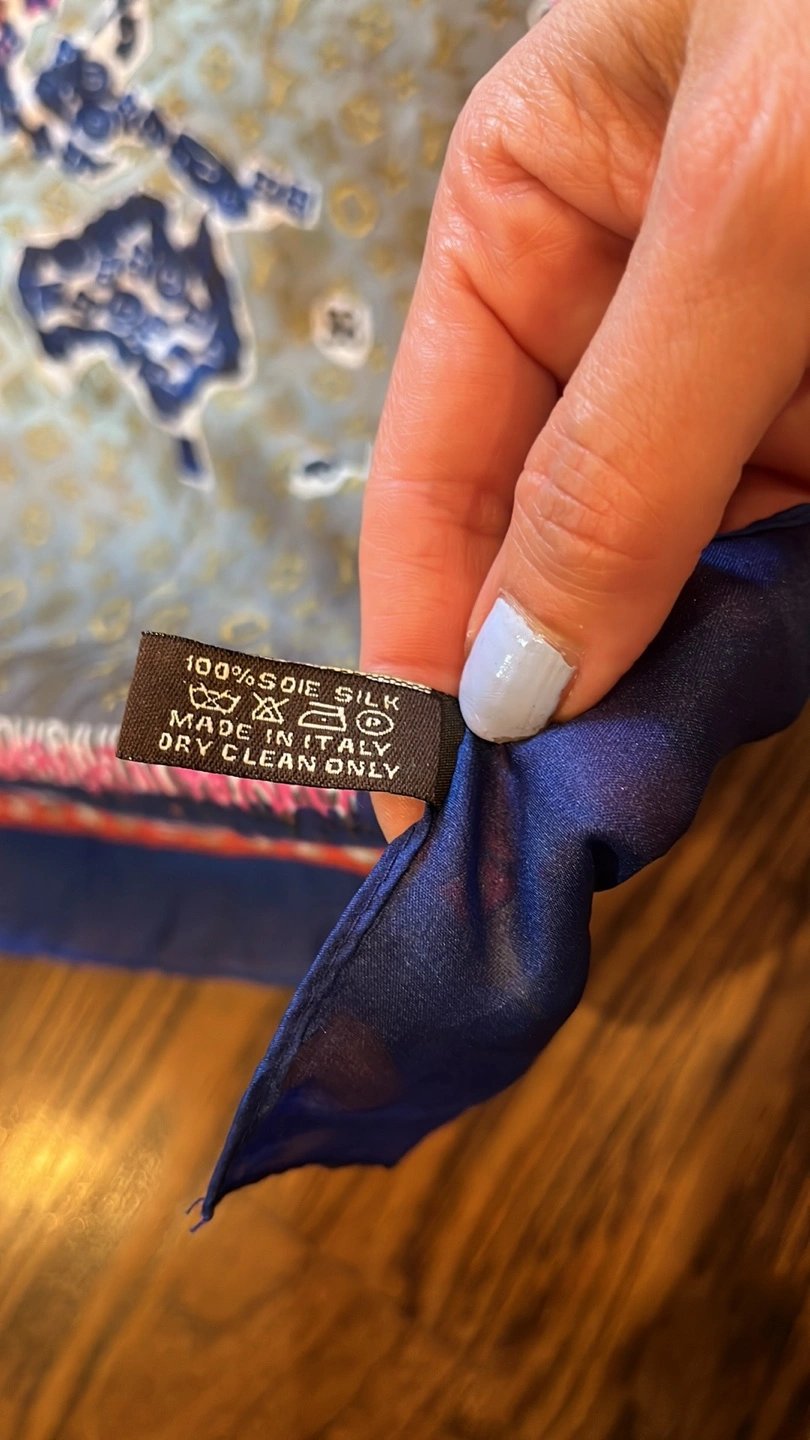 100%SOIE SILK
P
MADE IN ITALY
DRY CLEAN ONLY